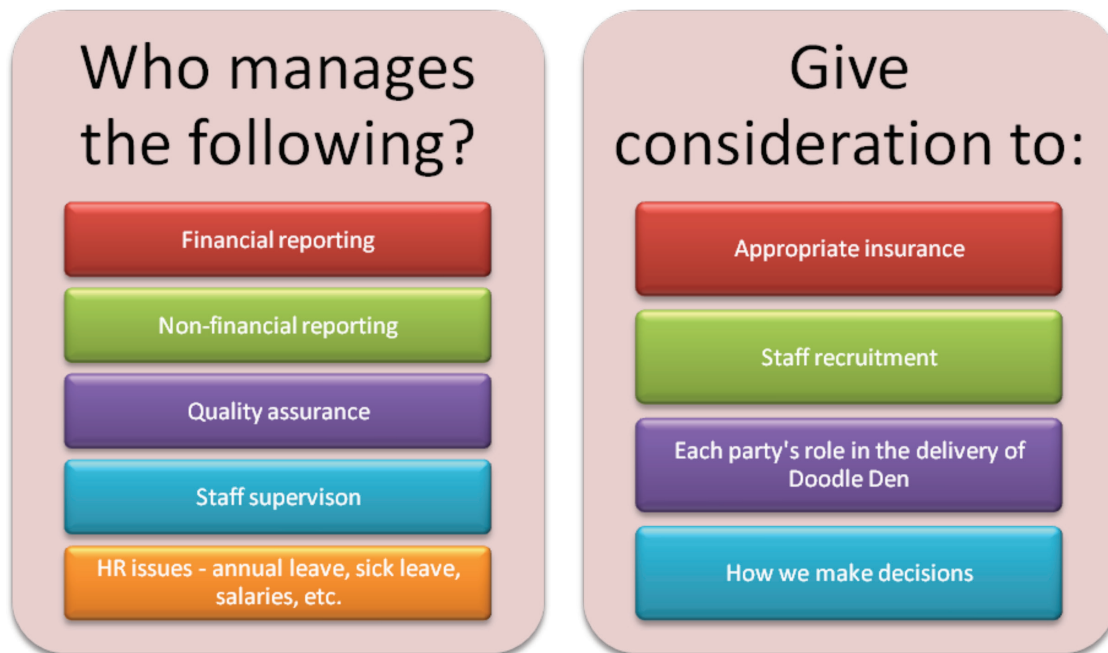 Who manages
the following?
Financial reporting
Non-financial reporting
Quality assurance
Staff supervison
HR issues - annual leave, sick leave,
salaries, etc.
Give
consideration to:
Appropriate insurance
Staff recruitment
Each party's role in the delivery of
Doodle Den
How we make decisions